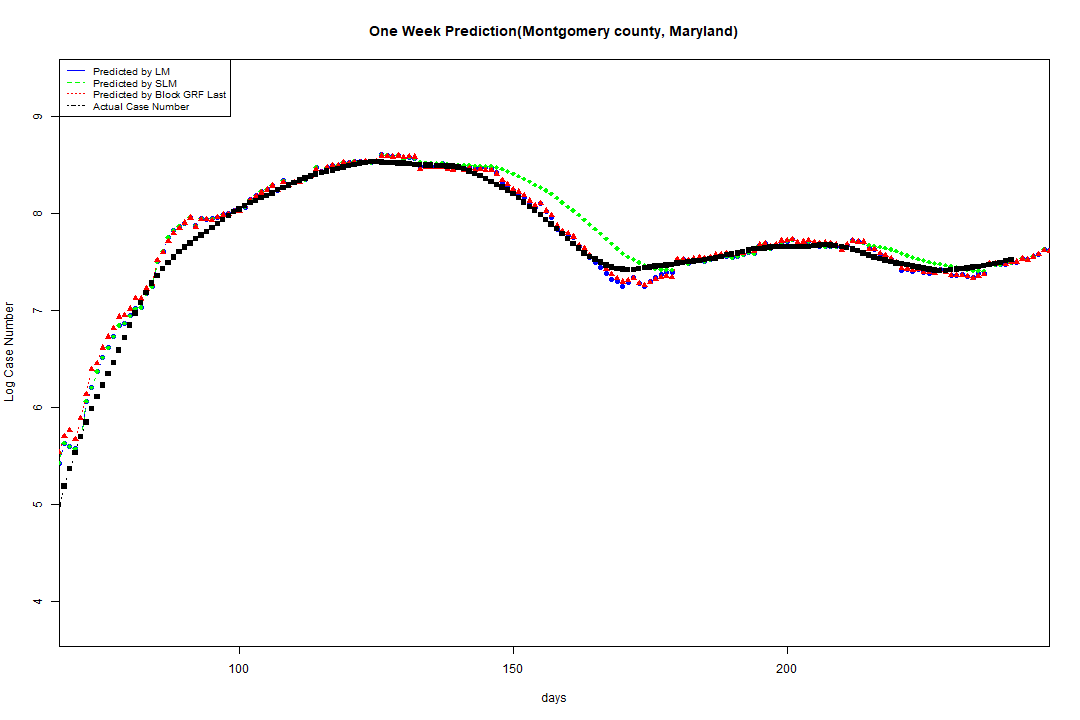 One Week Prediction(Montgomery county, Maryland)
Predicted by LM
Predicted by SLM
Predicted by Block GRF Last
Actual Case Number
9
8
7
6
5
4
Log Case Number
100
150
200
days